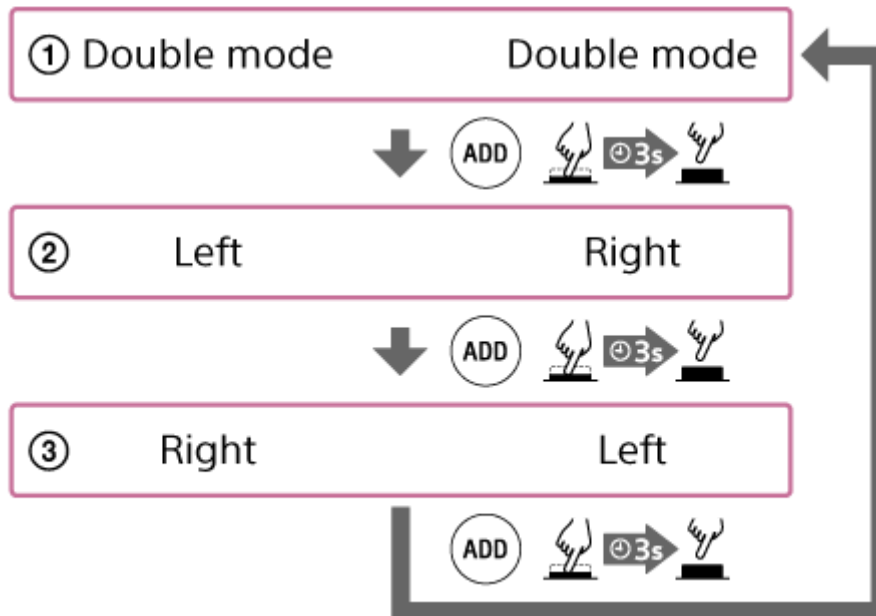 ① Double mode Double mode
ADD 3s
② Left Right
ADD 3s
③ Right Left
ADD 3s